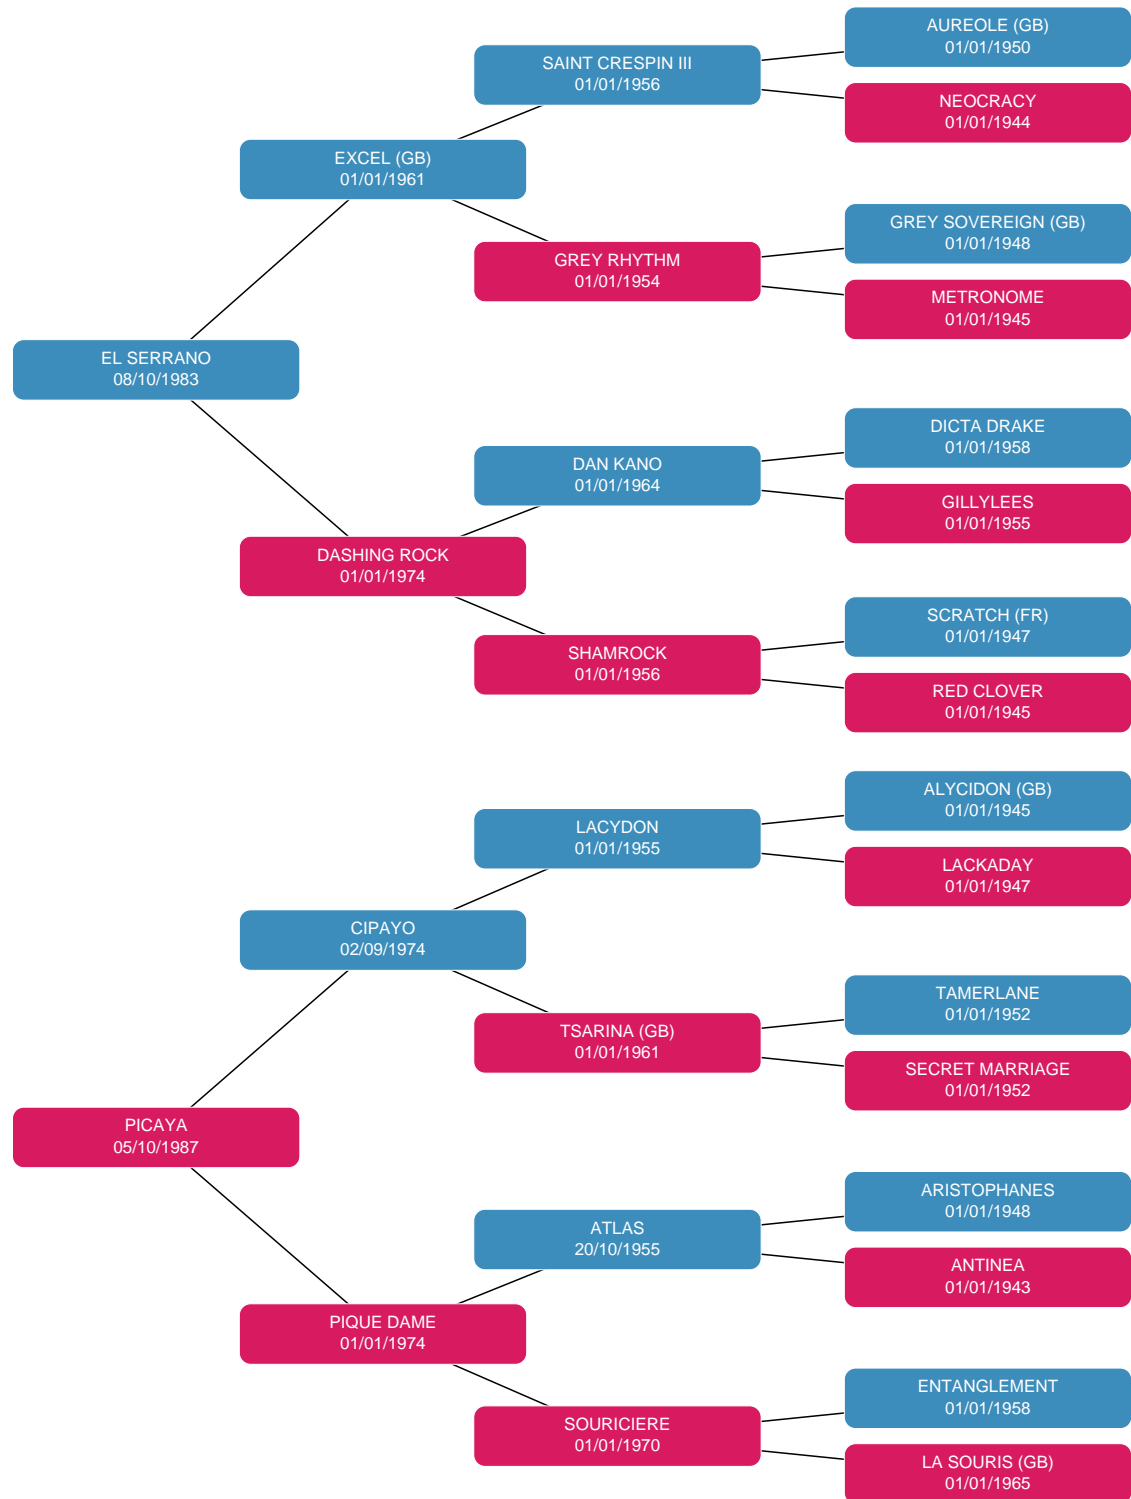 AUREOLE (GB)
01/01/1950
SAINT CRESPIN III
01/01/1956
NEOCRACY
01/01/1944
EXCEL (GB)
01/01/1961
GREY SOVEREIGN (GB)
01/01/1948
GREY RHYTHM
01/01/1954
METRONOME
01/01/1945
EL SERRANO
08/10/1983
DICTA DRAKE
01/01/1958
DAN KANO
01/01/1964
GILLYLEES
01/01/1955
DASHING ROCK
01/01/1974
SCRATCH (FR)
01/01/1947
SHAMROCK
01/01/1956
RED CLOVER
01/01/1945
ALYCIDON (GB)
01/01/1945
LACYDON
01/01/1955
LACKADAY
01/01/1947
CIPAYO
02/09/1974
TAMERLANE
01/01/1952
TSARINA (GB)
01/01/1961
SECRET MARRIAGE
01/01/1952
PICAYA
05/10/1987
ARISTOPHANES
01/01/1948
ATLAS
20/10/1955
ANTINEA
01/01/1943
PIQUE DAME
01/01/1974
ENTANGLEMENT
01/01/1958
SOURICIERE
01/01/1970
LA SOURIS (GB)
01/01/1965